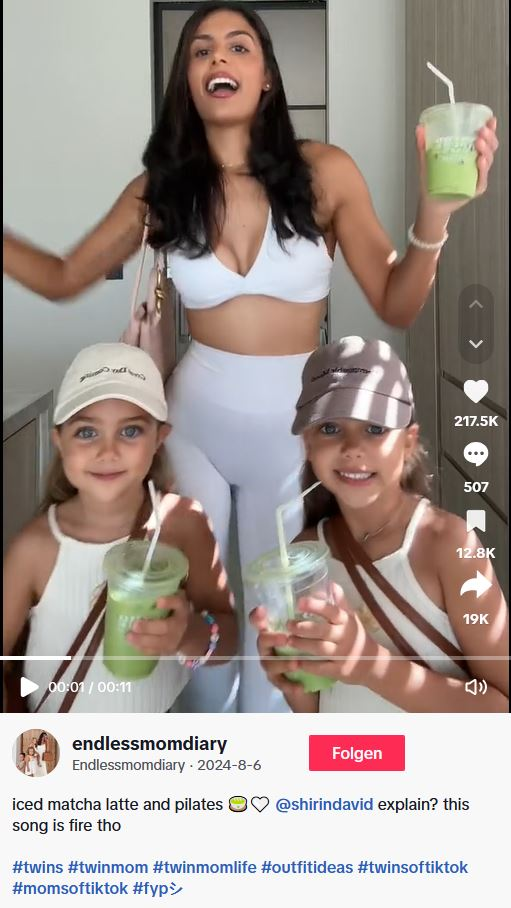 217.5K
507
12.8K
19K
00:01 / 00:11
endlessmomdiary
Endlessmomdiary · 2024-8-6
Folgen
iced matcha latte and pilates 🍵🤍 @shirindavid explain? this
song is fire tho
#twins #twinmom #twinmomlife #outfitideas #twinsoftiktok
#momsoftiktok #fypシ